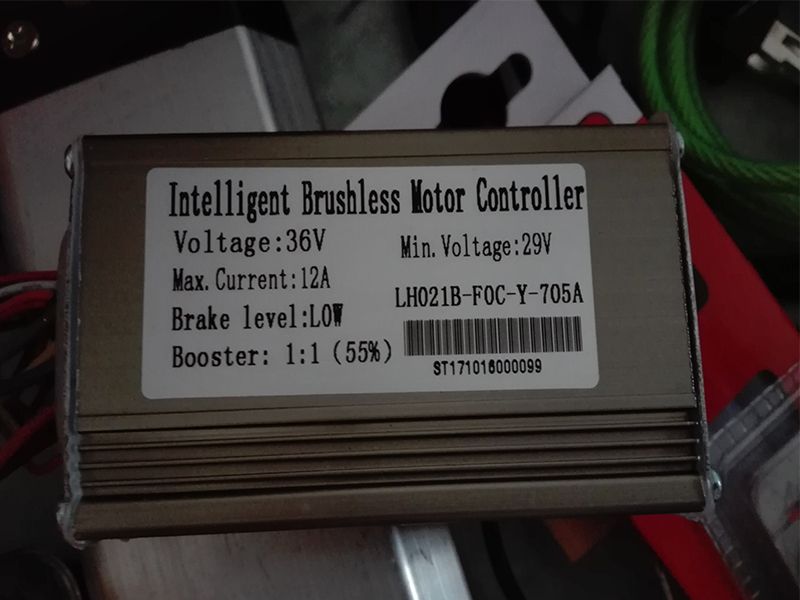 Intelligent Brushless Motor Controller
Voltage:36V
Min. Voltage:29V
Max. Current:12A
LH021B-FOC-Y-705A
Brake level:LOW
Booster: 1:1 (55%)
ST171016000099